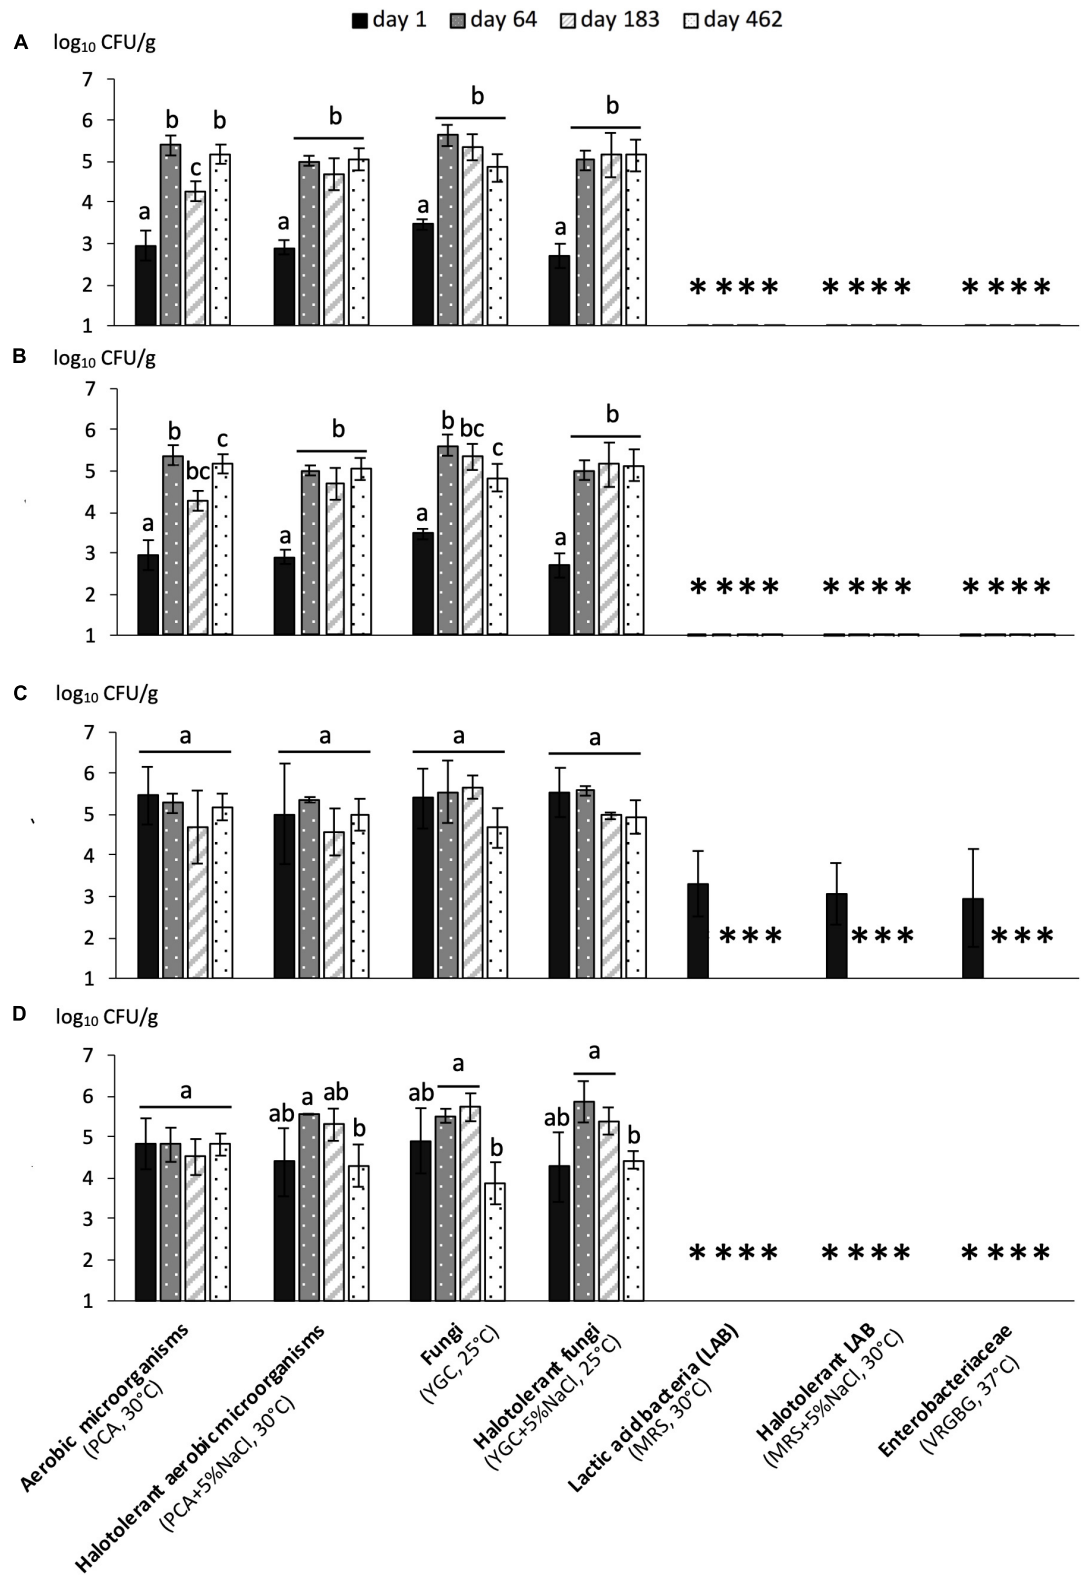 day 1 day 64 day 183 day 462
A log10 CFU/g
7
b
6
b b b b
5
c
4
a a a a
3
2
**** **** ****
1
B log10 CFU/g
7
b
6
b c b b bc c
5
bc
4
a a a a
3
2
**** **** ****
1
C log10 CFU/g
7
a a a a
6
5
4
3
2
*** *** ***
1
D log10 CFU/g
7
a a
6
a ab a ab ab b ab b
5
b
4
3
2
**** **** ****
1
Aerobic microorganisms
(PCA, 30°C)
Halotolerant aerobic microorganisms
(PCA+5%NaCl, 30°C)
Fungi
(YGC, 25°C)
Halotolerant fungi
(YGC+5%NaCl, 25°C)
Lactic acid bacteria (LAB)
(MRS, 30°C)
Halotolerant LAB
(MRS+5%NaCl, 30°C)
Enterobacteriaceae
(VRGBG, 37°C)